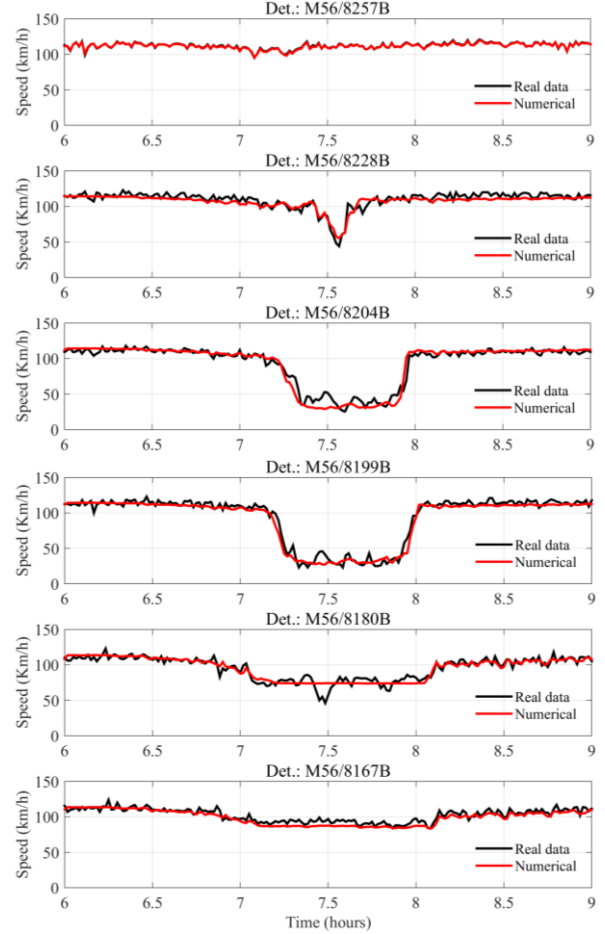 Det.: M56/8257B
150
100
50
0
Speed (km/h)
Real data
Numerical
6 6.5 7 7.5 8 8.5 9
Det.: M56/8228B
150
100
50
0
Speed (Km/h)
Real data
Numerical
6 6.5 7 7.5 8 8.5 9
Det.: M56/8204B
150
100
50
0
Speed (Km/h)
Real data
Numerical
6 6.5 7 7.5 8 8.5 9
Det.: M56/8199B
150
100
50
0
Speed (Km/h)
Real data
Numerical
6 6.5 7 7.5 8 8.5 9
Det.: M56/8180B
150
100
50
0
Speed (Km/h)
Real data
Numerical
6 6.5 7 7.5 8 8.5 9
Det.: M56/8167B
150
100
50
0
Speed (km/h)
Real data
Numerical
6 6.5 7 7.5 8 8.5 9
Time (hours)